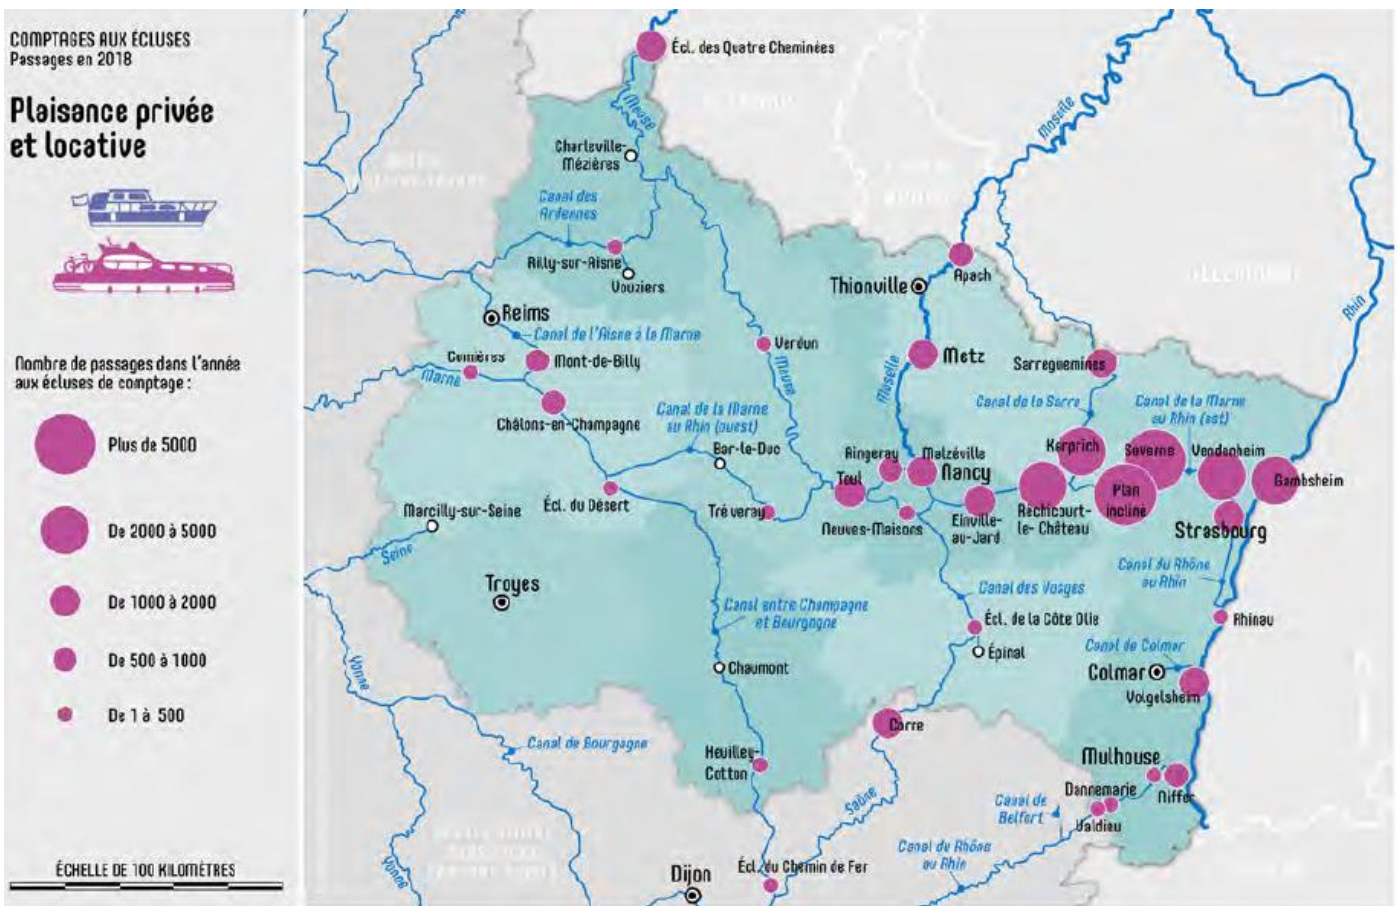 COMPTAGES AUX ÉCLUSES
Passages en 2018
Plaisance privée
et locative
Nombre de passages dans l'année
aux écluses de comptage :
Plus de 5000
De 2000 à 5000
De 1000 à 2000
De 500 à 1000
De 1 à 500
ÉCHELLE DE 100 KILOMÈTRES
Écl. des Quatre Cheminées
Meuse
Moselle
Charleville-
Mézières
Canal des
Ardennes
Rilly-sur-Aisne
Vouziers
Apach
Thionville
ALLEMAGNE
Rhin
Reims
Canal de l'Aisne à la Marne
Cumières
Mont-de-Billy
Marne
Verdun
Meuse
Metz
Moselle
Sarreguemines
Châlons-en-Champagne
Canal de la Marne
au Rhin (ouest)
Canal de la Sarre
Canal de la Marne
au Rhin (est)
Bar-le-Duc
Aingeray
Malzéville
Nancy
Toul
Kerprich
Saverne
Vendenheim
Gambsheim
Plan
incliné
Écl. du Désert
Tréveray
Neuves-Maisons
Einville-
au-Jard
Réchicourt-
le- Château
Strasbourg
Marcilly-sur-Seine
Seine
Troyes
Canal du Rhône
au Rhin
Canal des Vosges
Canal entre Champagne
et Bourgogne
Écl. de la Côte Olie
Épinal
Rhinau
Canal de Colmar
Colmar
Volgelsheim
Chaumont
Yonne
Canal de Bourgogne
Corre
Heuilley-
Cotton
Mulhouse
Niffer
Dannemarie
Valdieu
Saône
Canal de
Belfort
Canal du Rhône
au Rhin
Yonne
Dijon
Écl. du Chemin de Fer